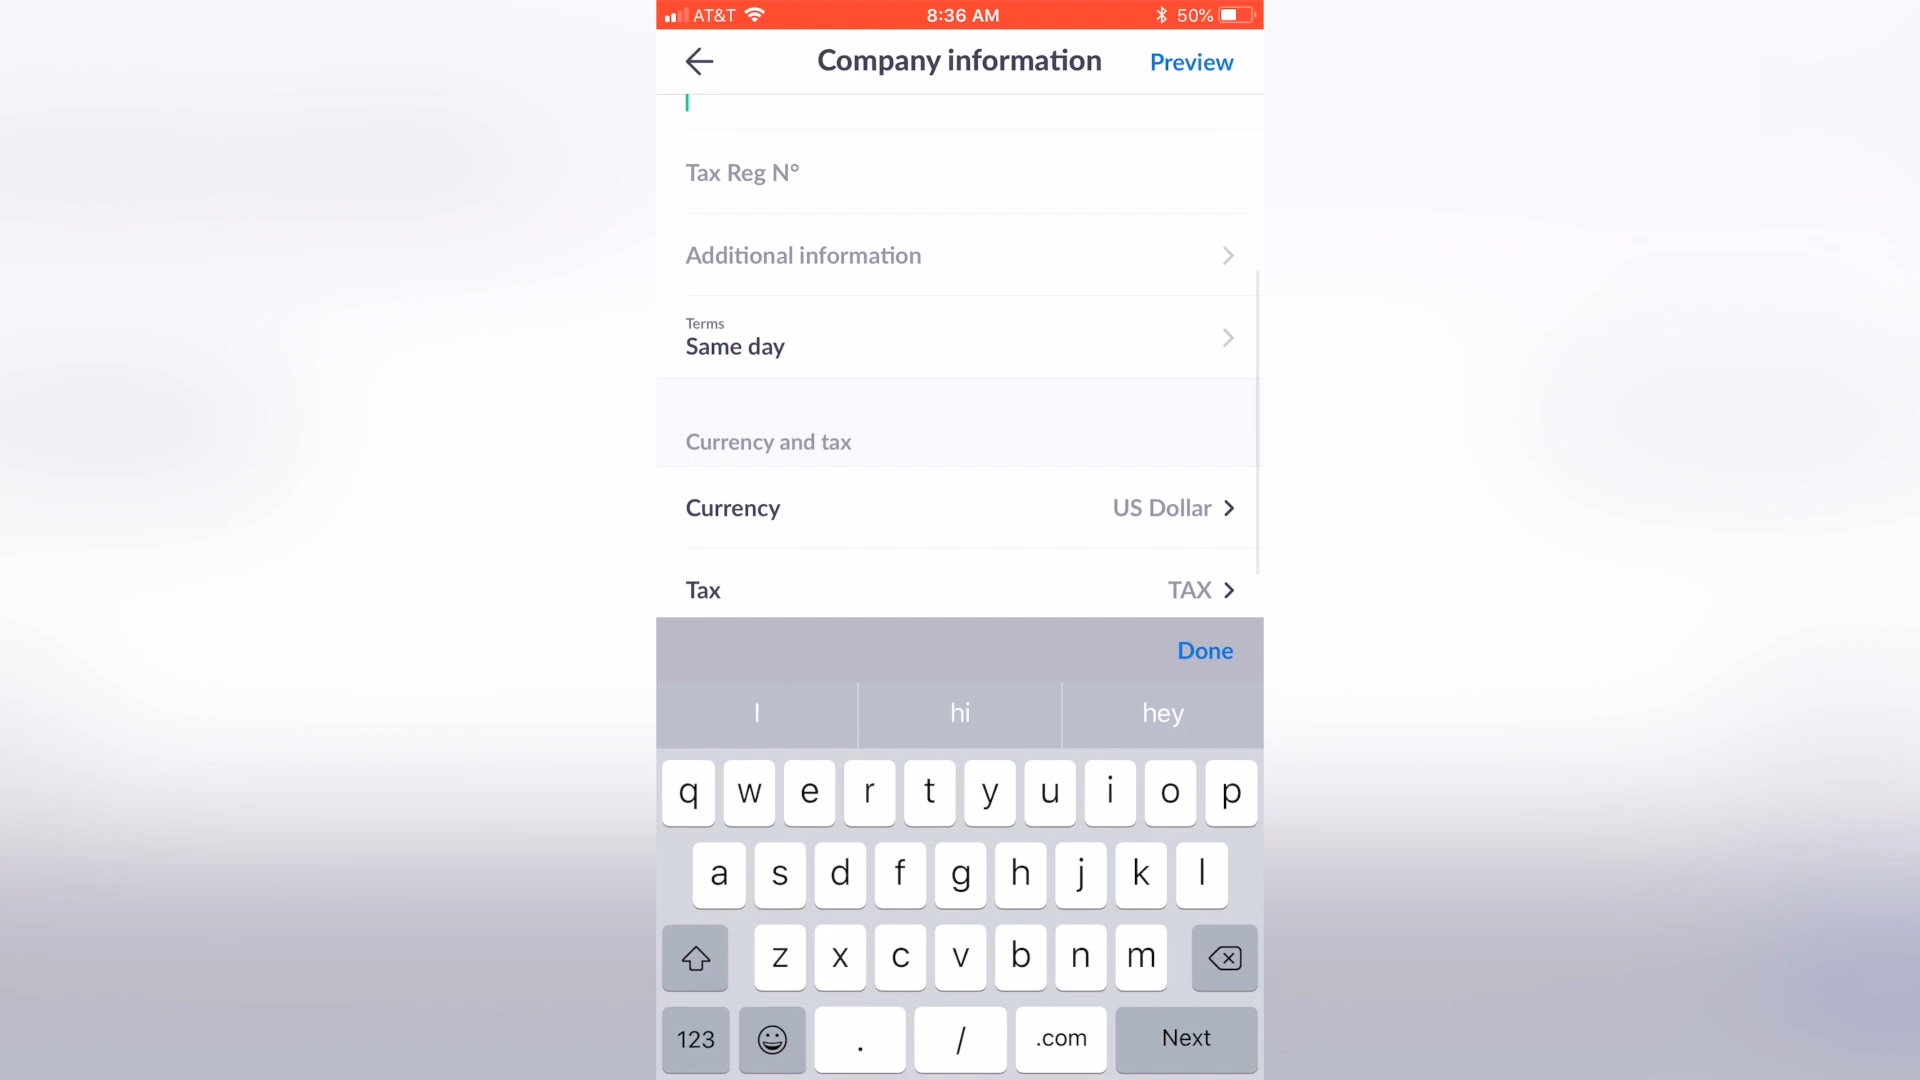 AT&T 8:36 AM 50%
Company information Preview
Tax Reg N°
Additional information
Terms
Same day
Currency and tax
Currency US Dollar
Tax TAX
Done
I hi hey
q w e r t y u i o p
a s d f g h j k l
z x c v b n m
123 . / .com Next